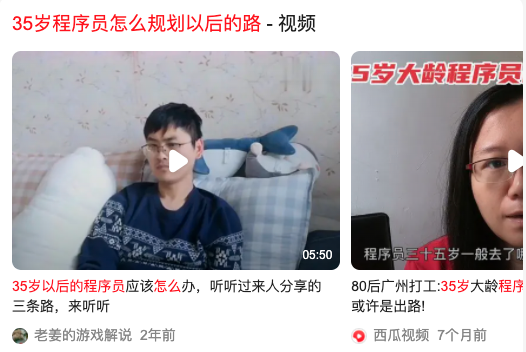 35岁程序员怎么规划以后的路 - 视频
5岁大龄程序员
05:50
程序员三十五岁一般去了
35岁以后的程序员应该怎么办，听听过来人分享的
三条路，来听听
老姜的游戏解说 2年前
80后广州打工:35岁大龄程序
或许是出路!
西瓜视频 7个月前